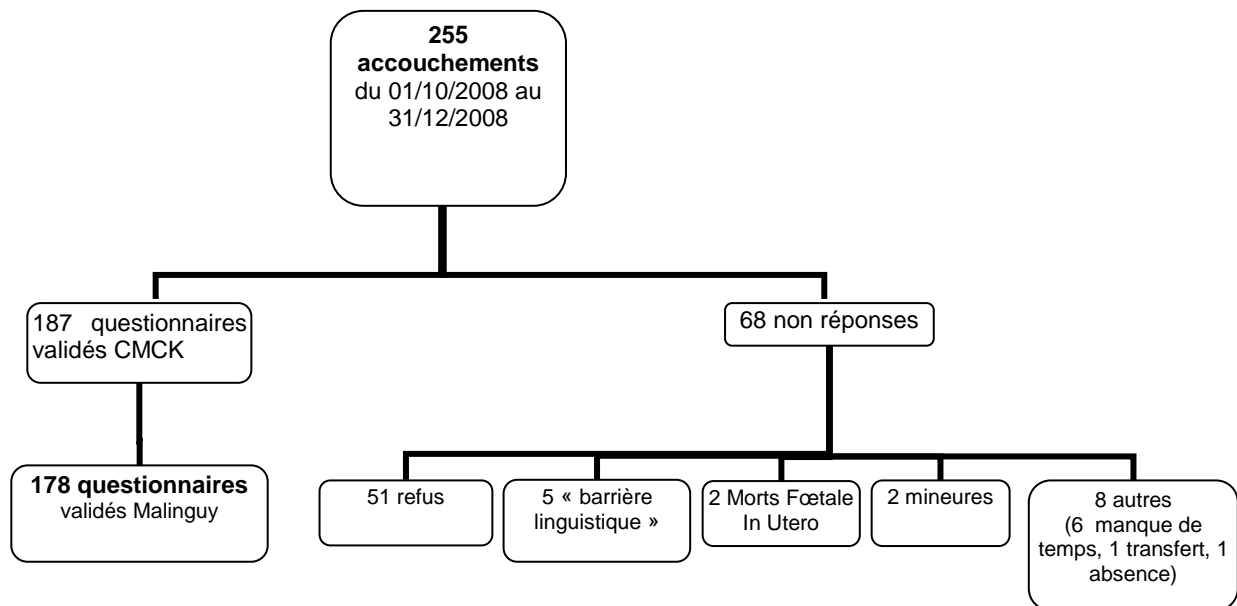 255
accouchements
du 01/10/2008 au
31/12/2008
187 questionnaires
validés CMCK
68 non réponses
178 questionnaires
validés Malinguy
51 refus
5 « barrière
linguistique »
2 Morts Fœtale
In Utero
2 mineures
8 autres
(6 manque de
temps, 1 transfert, 1
absence)